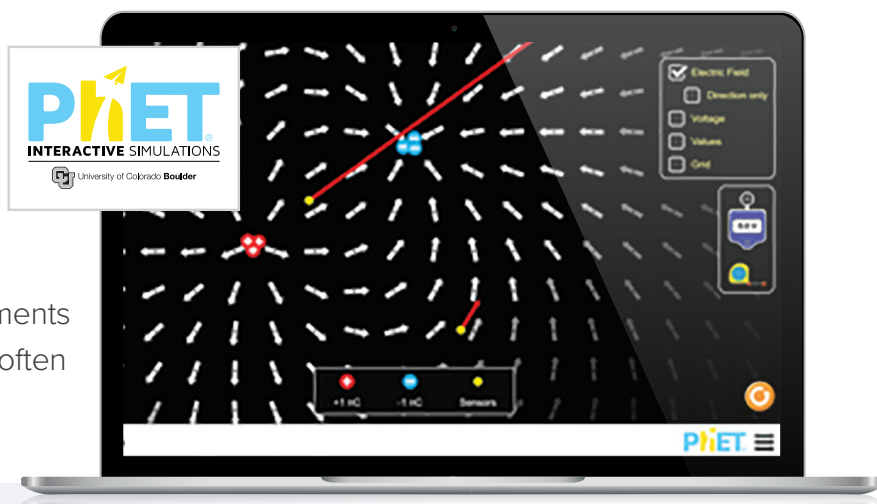 PhET
INTERACTIVE SIMULATIONS
CU University of Colorado Boulder
ments
often
Electric Field
Direction only
Voltage
Values
Grid
+1 nC
-1 nC
Sensors
PhET